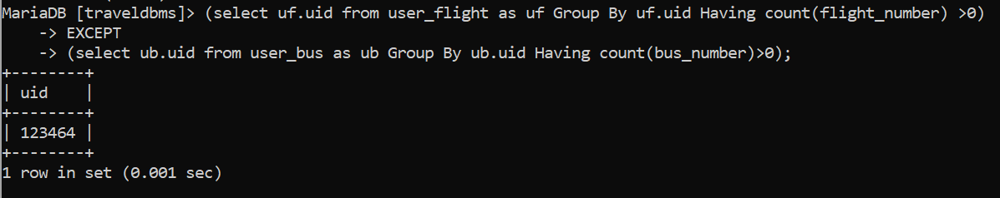 MariaDB [traveldbms]> (select uf.uid from user_flight as uf Group By uf.uid Having count(flight_number) >0)
    -> EXCEPT
    -> (select ub.uid from user_bus as ub Group By ub.uid Having count(bus_number)>0);
+--------+
| uid    |
+--------+
| 123464 |
+--------+
1 row in set (0.001 sec)